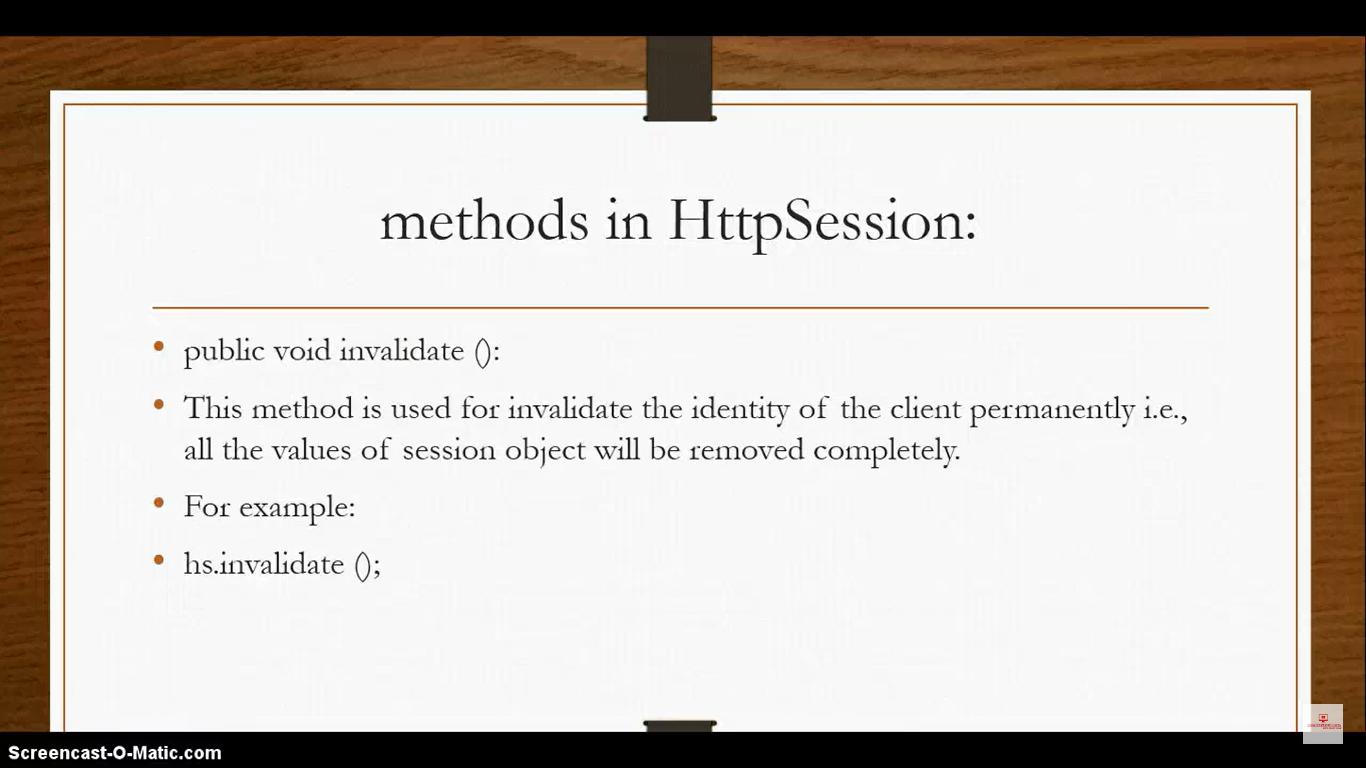 methods in HttpSession:
• public void invalidate ():
• This method is used for invalidate the identity of the client permanently i.e.,
all the values of session object will be removed completely.
• For example:
• hs.invalidate ();
Screencast-O-Matic.com